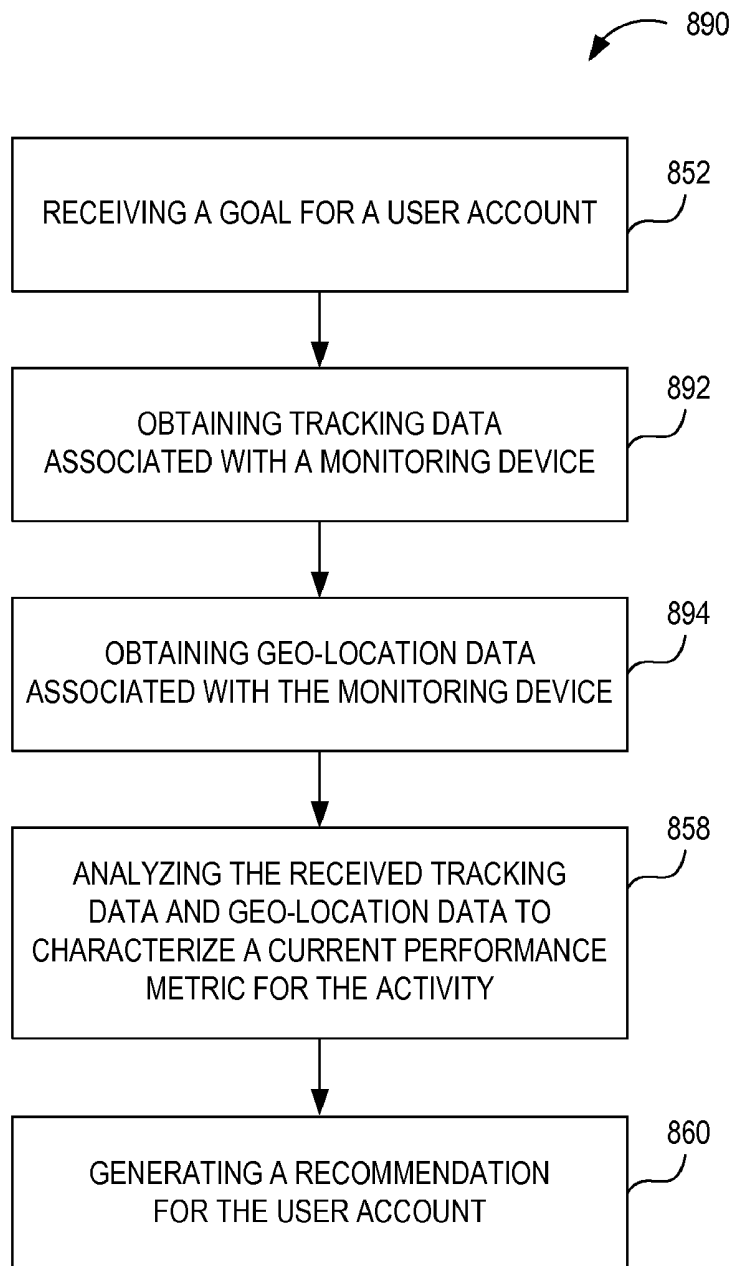 890
852
RECEIVING A GOAL FOR A USER ACCOUNT
892
OBTAINING TRACKING DATA
ASSOCIATED WITH A MONITORING DEVICE
894
OBTAINING GEO-LOCATION DATA
ASSOCIATED WITH THE MONITORING DEVICE
858
ANALYZING THE RECEIVED TRACKING
DATA AND GEO-LOCATION DATA TO
CHARACTERIZE A CURRENT PERFORMANCE
METRIC FOR THE ACTIVITY
860
GENERATING A RECOMMENDATION
FOR THE USER ACCOUNT